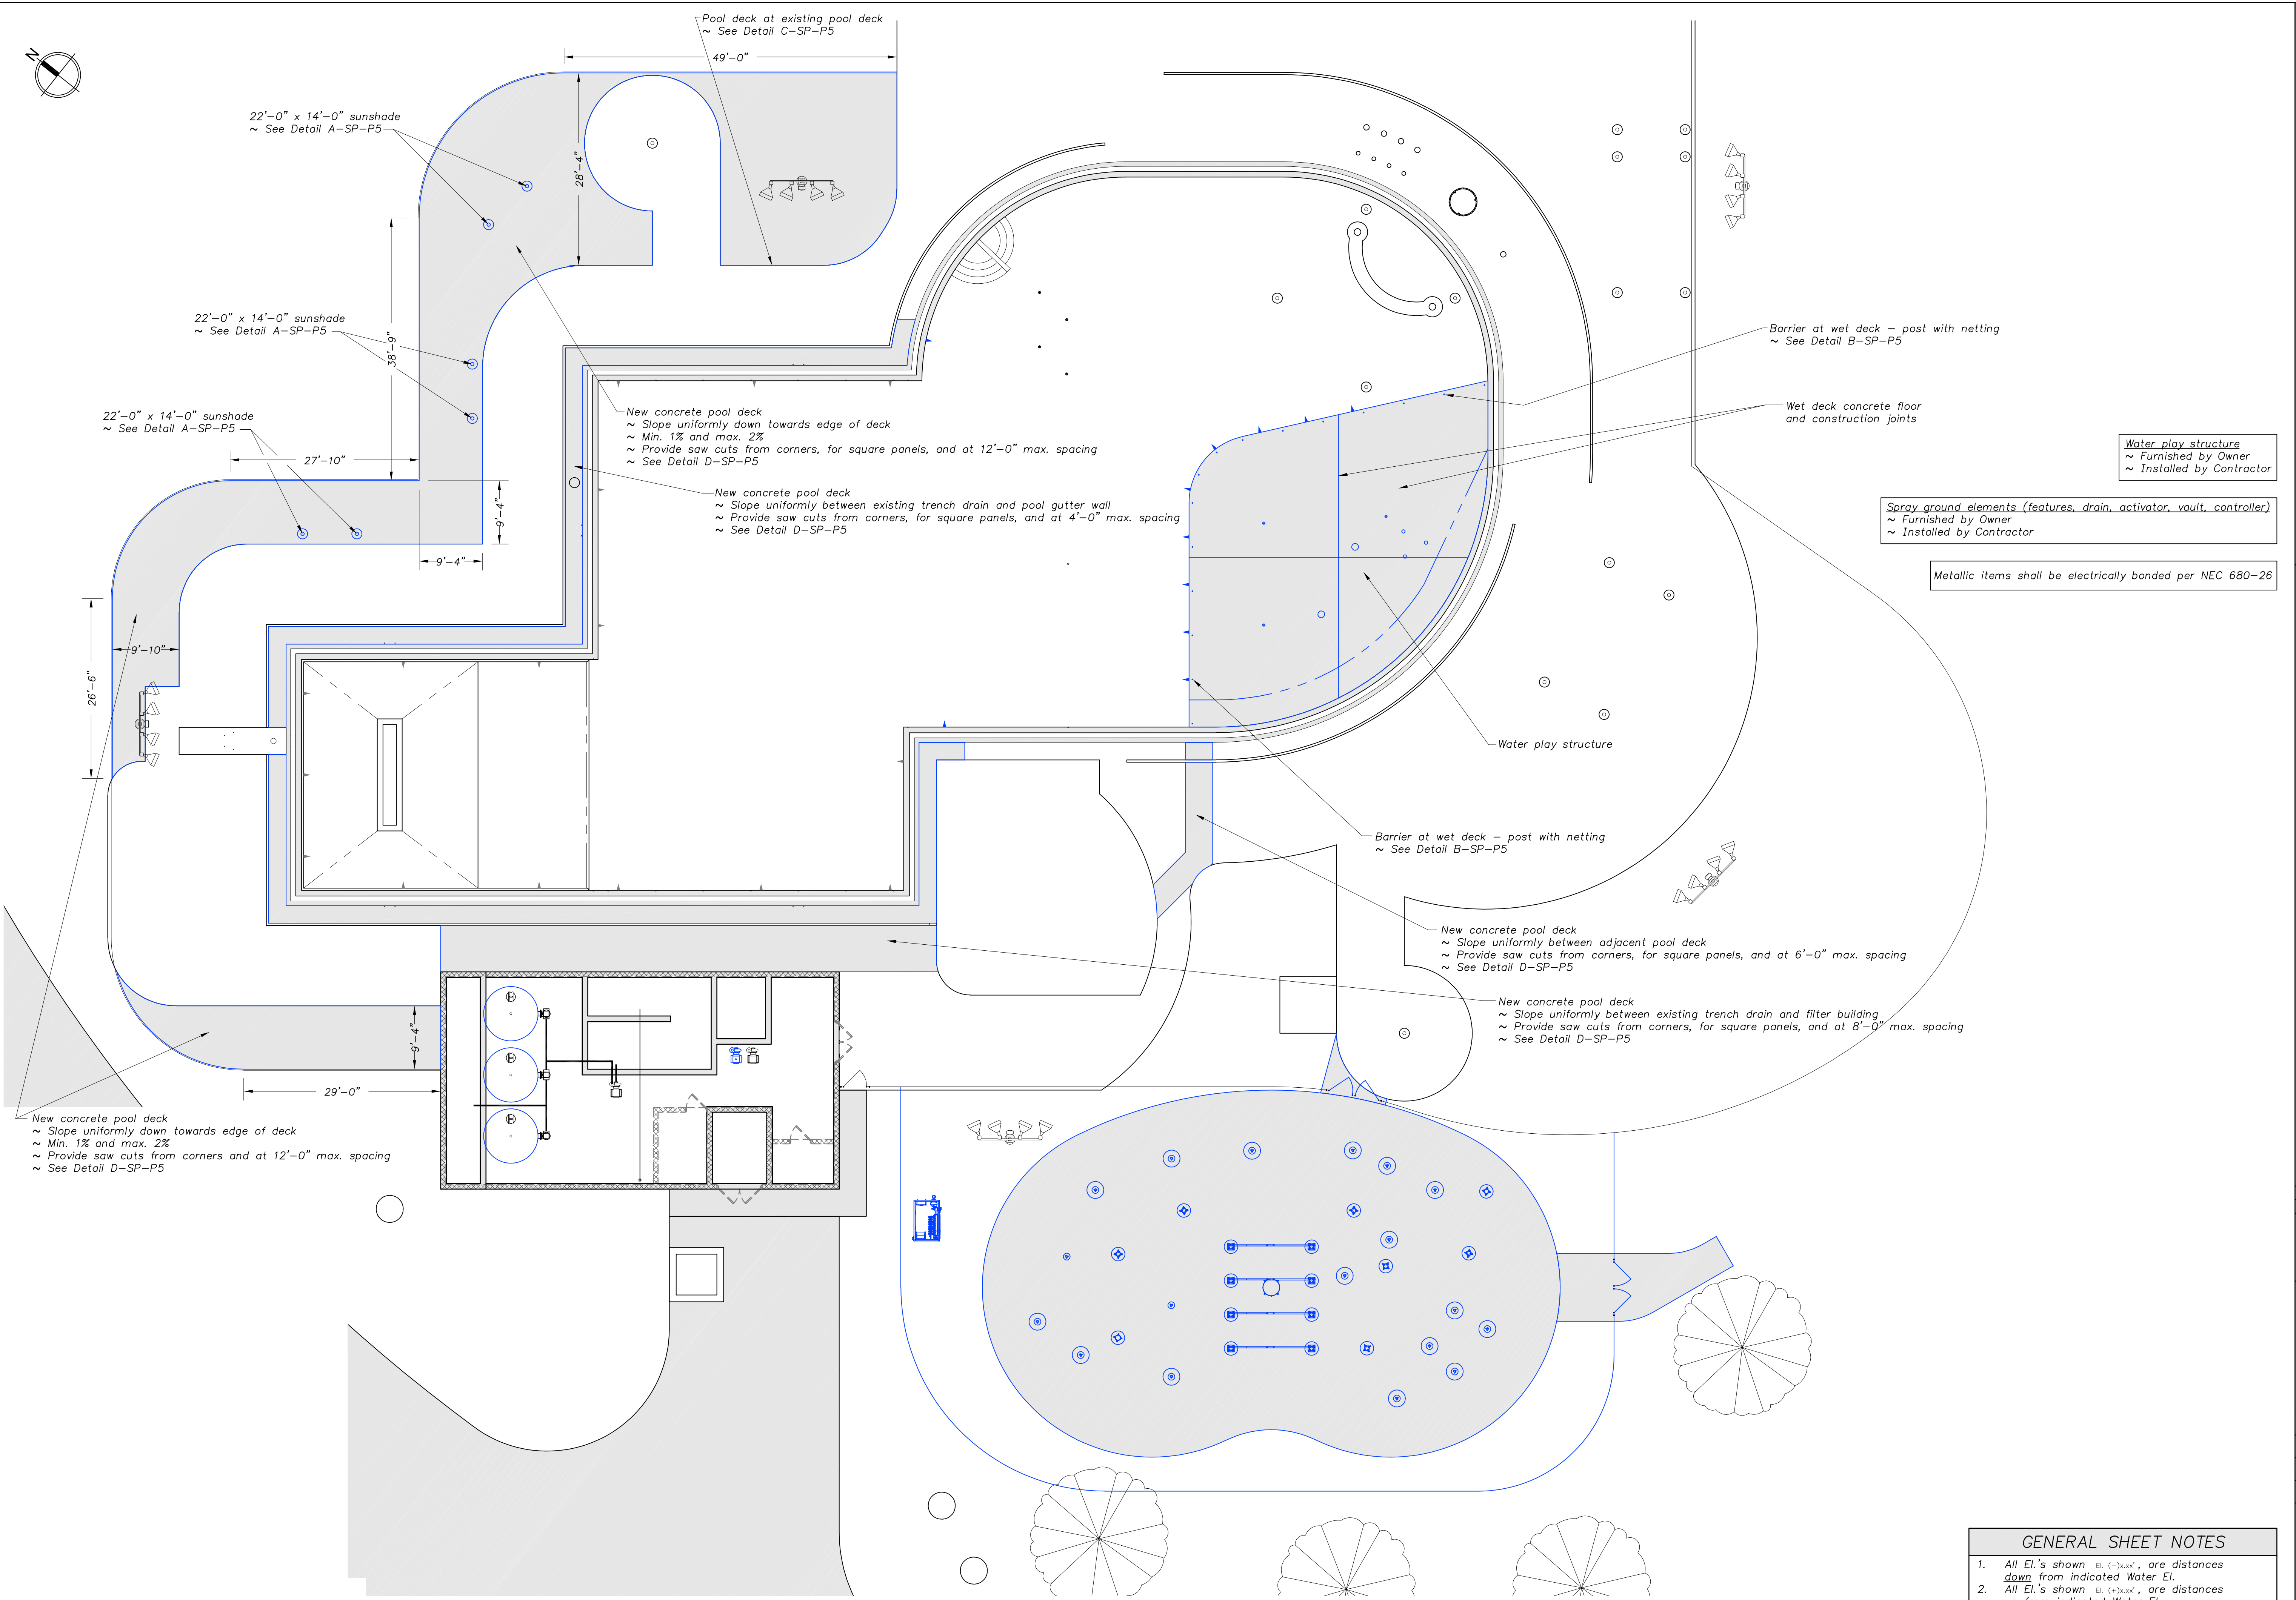 N
Pool deck at existing pool deck
~ See Detail C-SP-P5
49'-0"
22'-0" x 14'-0" sunshade
~ See Detail A-SP-P5
28'-4"
22'-0" x 14'-0" sunshade
~ See Detail A-SP-P5
38'-9"
Barrier at wet deck – post with netting
~ See Detail B-SP-P5
22'-0" x 14'-0" sunshade
~ See Detail A-SP-P5
27'-10"
New concrete pool deck
~ Slope uniformly down towards edge of deck
~ Min. 1% and max. 2%
~ Provide saw cuts from corners, for square panels, and at 12'-0" max. spacing
~ See Detail D-SP-P5
Wet deck concrete floor
and construction joints
Water play structure
~ Furnished by Owner
~ Installed by Contractor
New concrete pool deck
~ Slope uniformly between existing trench drain and pool gutter wall
~ Provide saw cuts from corners, for square panels, and at 4'-0" max. spacing
~ See Detail D-SP-P5
9'-4"
9'-4"
Spray ground elements (features, drain, activator, vault, controller)
~ Furnished by Owner
~ Installed by Contractor
Metallic items shall be electrically bonded per NEC 680-26
9'-10"
26'-6"
Water play structure
Barrier at wet deck – post with netting
~ See Detail B-SP-P5
New concrete pool deck
~ Slope uniformly between adjacent pool deck
~ Provide saw cuts from corners, for square panels, and at 6'-0" max. spacing
~ See Detail D-SP-P5
New concrete pool deck
~ Slope uniformly between existing trench drain and filter building
~ Provide saw cuts from corners, for square panels, and at 8'-0" max. spacing
~ See Detail D-SP-P5
9'-4"
29'-0"
New concrete pool deck
~ Slope uniformly down towards edge of deck
~ Min. 1% and max. 2%
~ Provide saw cuts from corners and at 12'-0" max. spacing
~ See Detail D-SP-P5
GENERAL SHEET NOTES
1. All El.'s shown El. (-)x.xx', are distances
down from indicated Water El.
2. All El.'s shown El. (+)x.xx', are distances
up from indicated Water El.